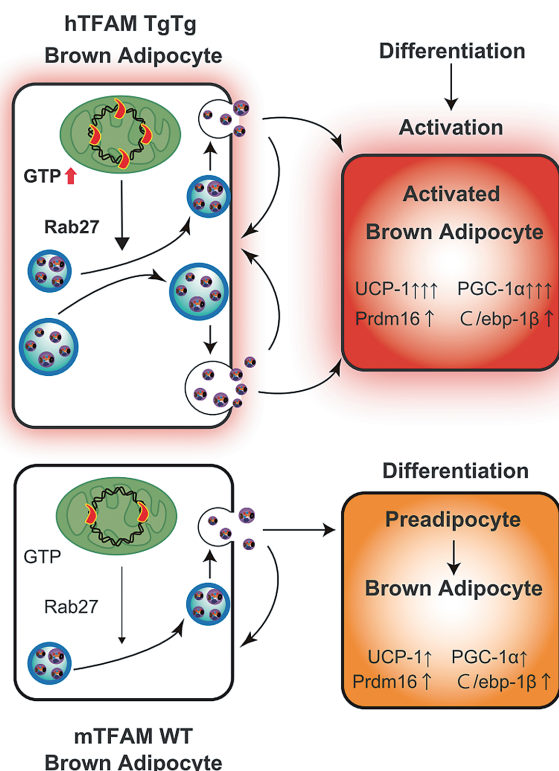 hTFAM TgTg
Brown Adipocyte
GTP
Rab27
Differentiation
Activation
Activated
Brown Adipocyte
UCP-1↑↑↑ PGC-1α↑↑↑
Prdm16↑ C/ebp-1β↑
GTP
Rab27
mTFAM WT
Brown Adipocyte
Differentiation
Preadipocyte
Brown Adipocyte
UCP-1↑ PGC-1α↑
Prdm16↑ C/ebp-1β↑